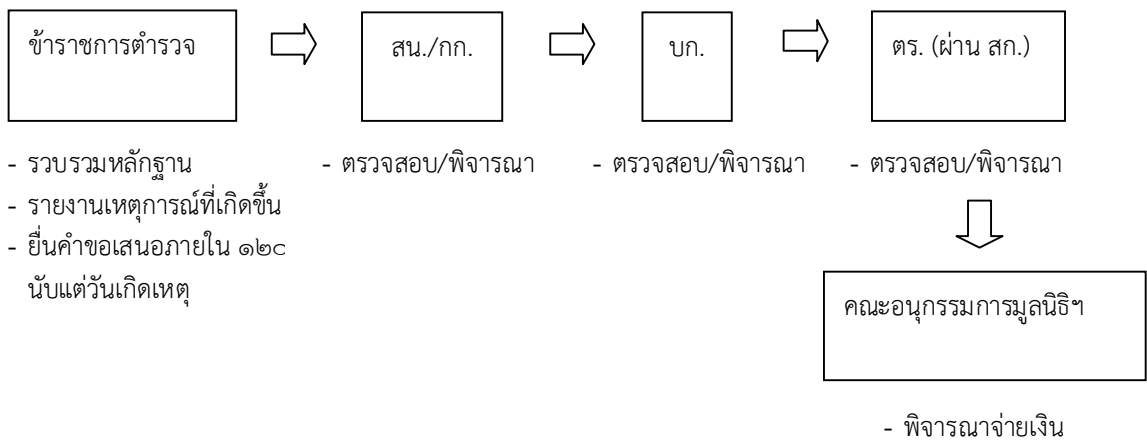 ข้าราชการตำรวจ
สน./กก.
บก.
ตร. (ผ่าน สก.)
- รวบรวมหลักฐาน
- รายงานเหตุการณ์ที่เกิดขึ้น
- ยื่นคำขอเสนอภายใน
นับแต่วันเกิดเหตุ
- ตรวจสอบ/พิจารณา
- ตรวจสอบ/พิจารณา
- ตรวจสอบ/พิจารณา
คณะอนุกรรมการมูลนิธิฯ
- พิจารณาจ่ายเงิน